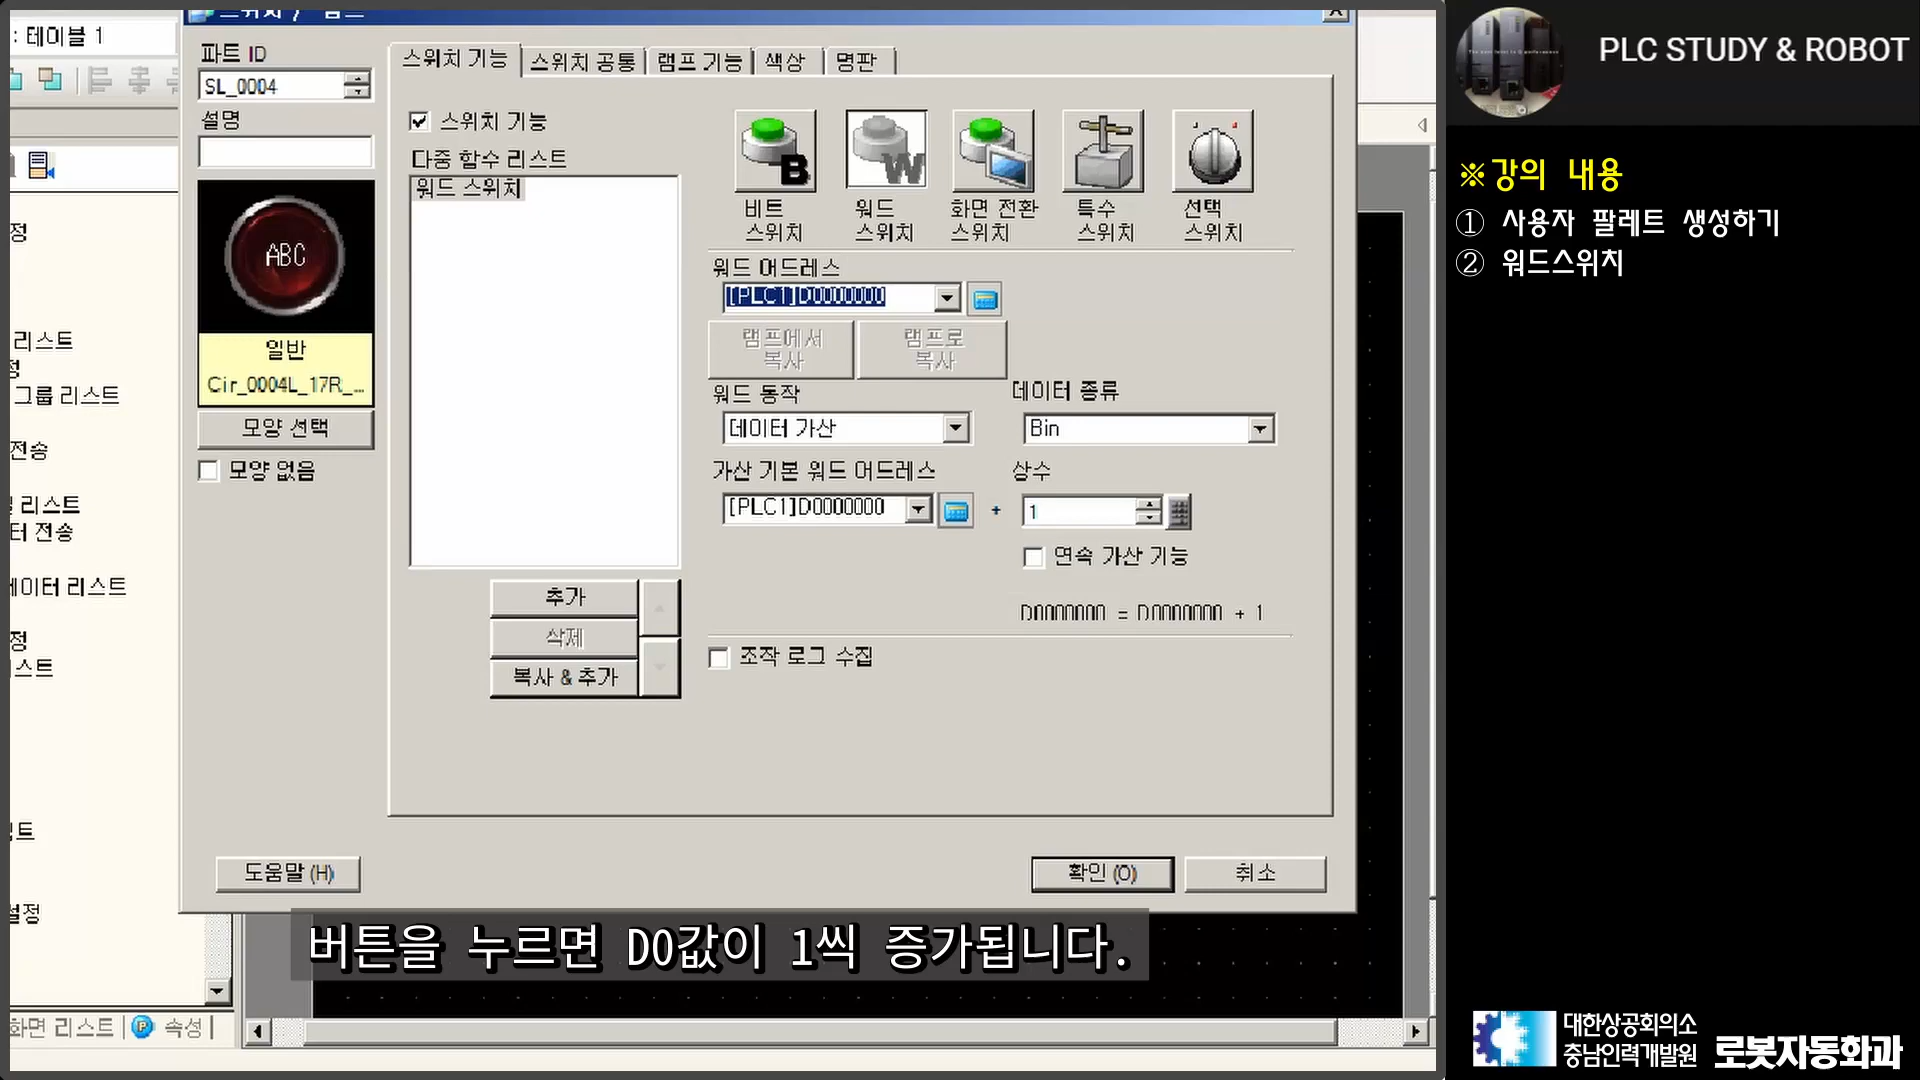 : 테이블 1
파트 ID
SL_0004
설명
ABC
일반
Cir_0004L_17R_...
모양 선택
모양 없음
스위치 기능
스위치 공통
램프 기능
색상
명판
스위치 기능
다중 함수 리스트
워드 스위치
추가
삭제
복사 & 추가
비트
스위치
워드
스위치
화면 전환
스위치
특수
스위치
선택
스위치
워드 어드레스
[PLC1]D0000000
램프에서
복사
램프로
복사
워드 동작
데이터 가산
데이터 종류
Bin
가산 기본 워드 어드레스
[PLC1]D0000000
+
상수
1
연속 가산 기능
D0000000 = D0000000 + 1
조작 로그 수집
도움말 (H)
확인 (O)
취소
정
리스트
그룹 리스트
전송
리스트
터 전송
데이터 리스트
정
리스트
설정
화면 리스트
속성
버튼을 누르면 D0값이 1씩 증가됩니다.
PLC STUDY & ROBOT
※강의 내용
① 사용자 팔레트 생성하기
② 워드스위치
대한상공회의소
충남인력개발원
로봇자동화과